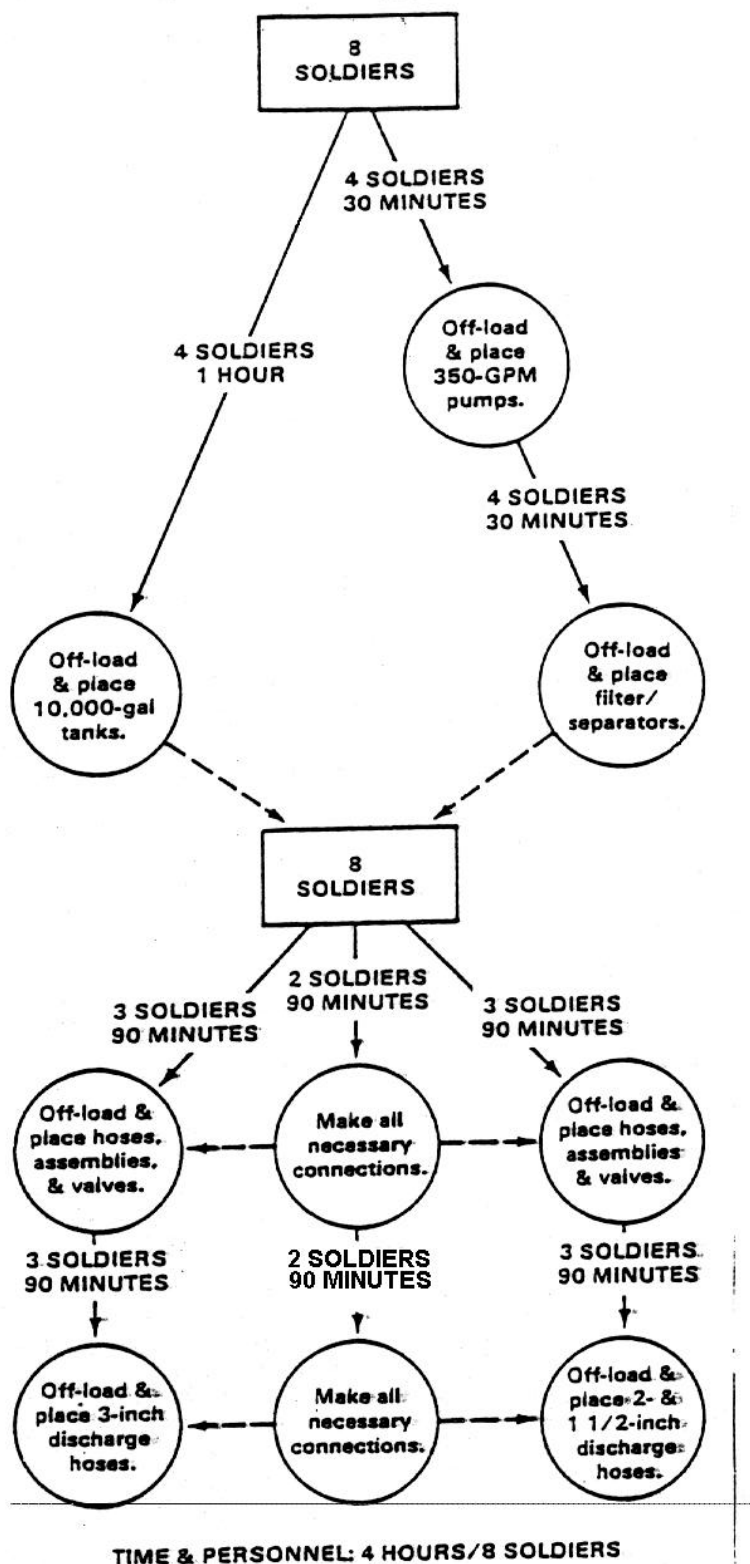 8
SOLDIERS
4 SOLDIERS
30 MINUTES
Off-load
& place
350-GPM
pumps.
4 SOLDIERS
1 HOUR
4 SOLDIERS
30 MINUTES
Off-load
& place
10,000-gal
tanks.
Off-load
& place
filter/
separators.
8
SOLDIERS
3 SOLDIERS
90 MINUTES
2 SOLDIERS
90 MINUTES
3 SOLDIERS
90 MINUTES
Off-load &
place hoses,
assemblies,
& valves.
Make all
necessary
connections.
Off-load &
place hoses,
assemblies
& valves.
3 SOLDIERS
90 MINUTES
2 SOLDIERS
90 MINUTES
3 SOLDIERS
90 MINUTES
Off-load &
place 3-inch
discharge
hoses.
Make all
necessary
connections.
Off-load &
place 2- &
1 1/2-inch
discharge
hoses.
TIME & PERSONNEL: 4 HOURS/8 SOLDIERS